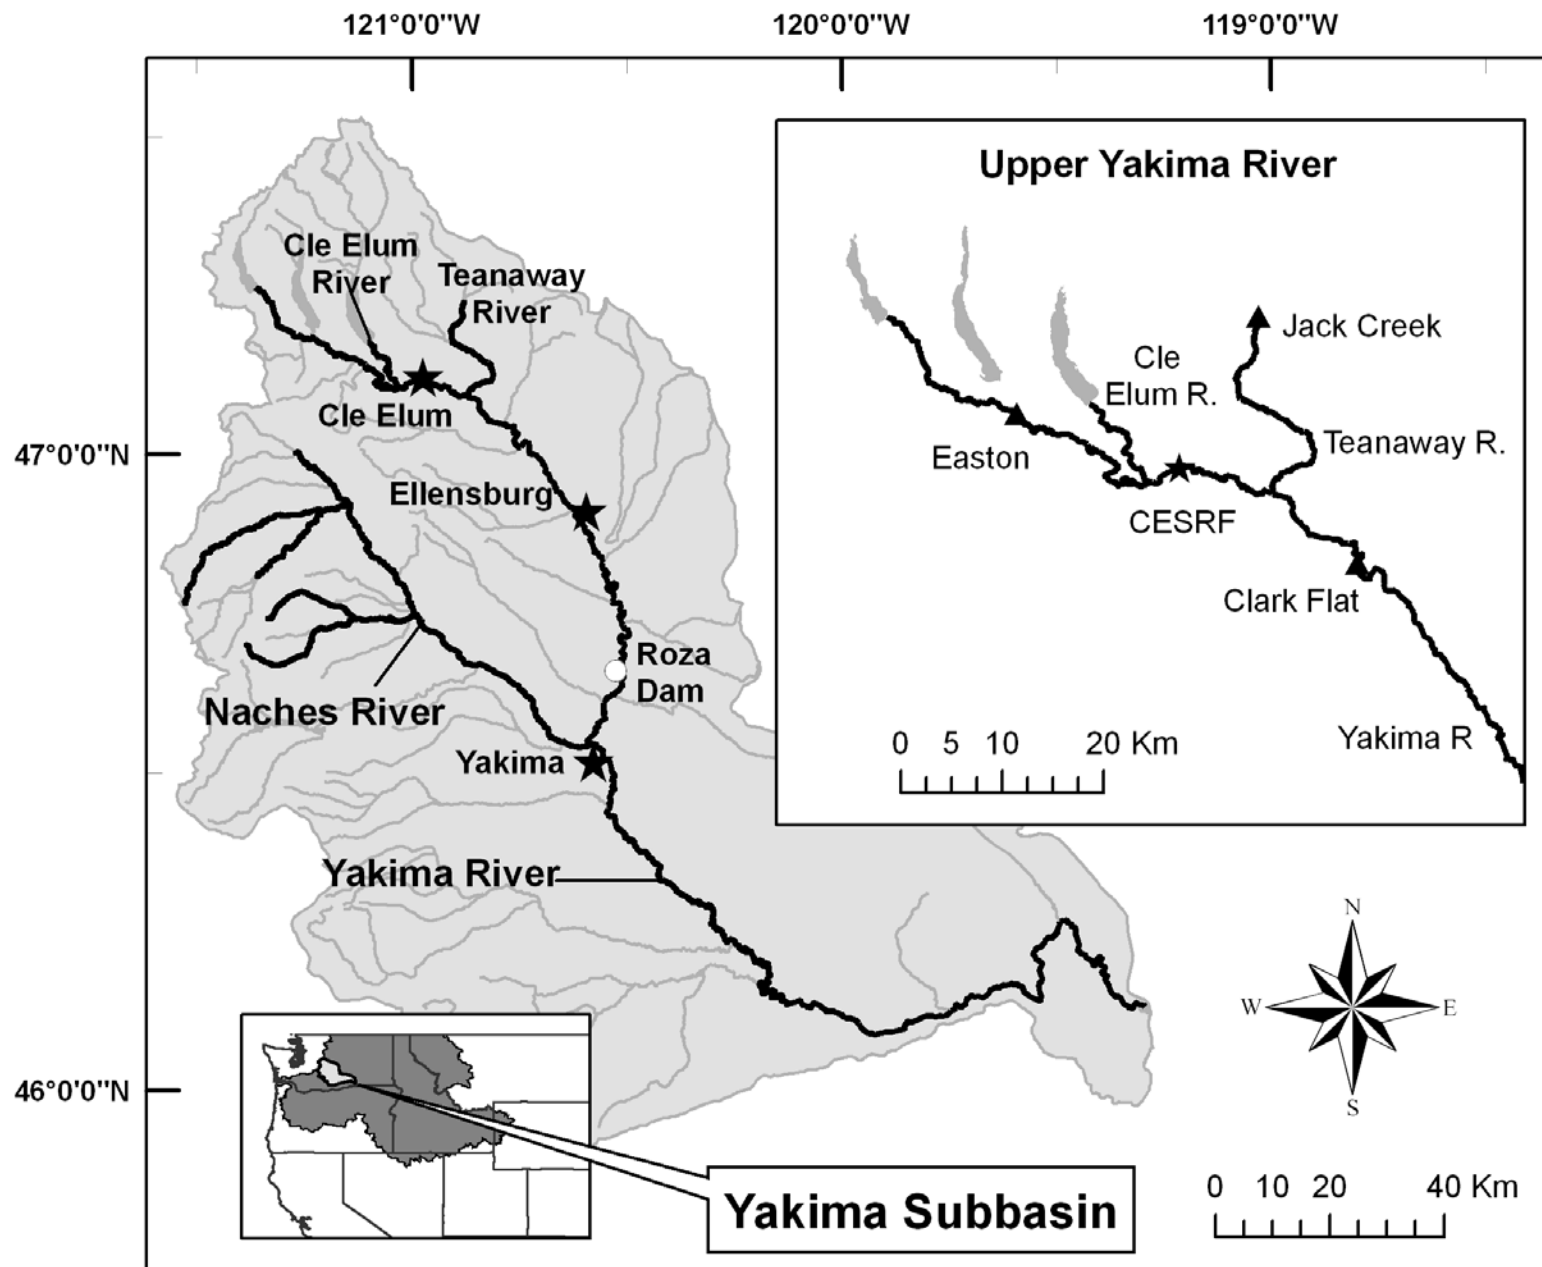 121°0'0"W
120°0'0"W
119°0'0"W
47°0'0"N
46°0'0"N
Cle Elum
River
Teanaway
River
Cle Elum
Ellensburg
Roza
Dam
Naches River
Yakima
Yakima River
Upper Yakima River
Jack Creek
Cle
Elum R.
Teanaway R.
Easton
CESRF
Clark Flat
Yakima R
0 5 10 20 Km
N
W E
S
Yakima Subbasin
0 10 20 40 Km